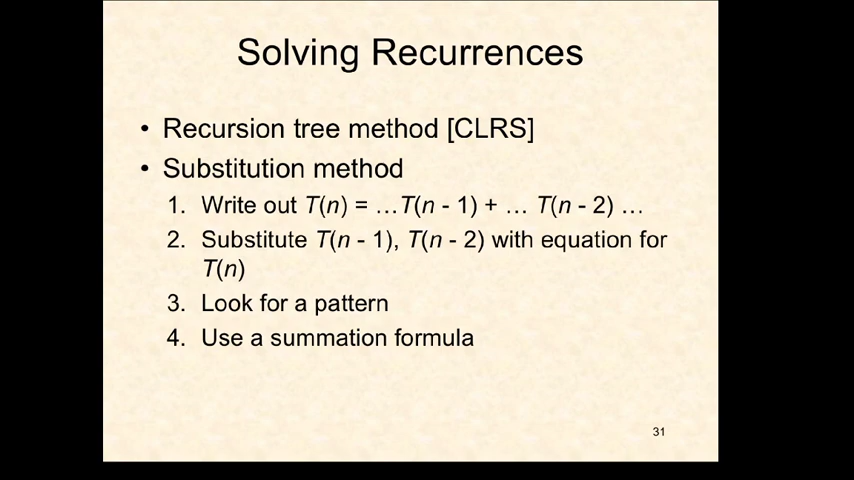 Solving Recurrences
• Recursion tree method [CLRS]
• Substitution method
1. Write out T(n) = …T(n - 1) + … T(n - 2) …
2. Substitute T(n - 1), T(n - 2) with equation for
T(n)
3. Look for a pattern
4. Use a summation formula
31